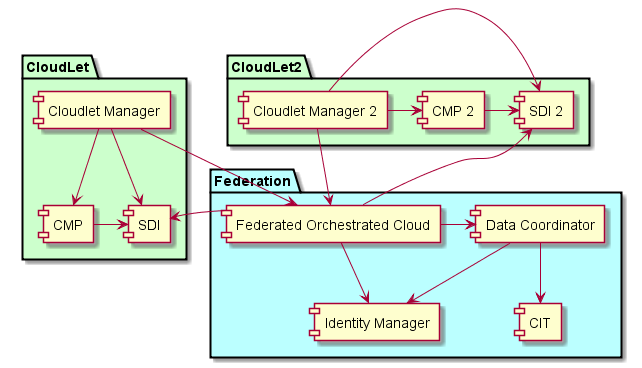 CloudLet
Cloudlet Manager
CMP
SDI
CloudLet2
Cloudlet Manager 2
CMP 2
SDI 2
Federation
Federated Orchestrated Cloud
Data Coordinator
Identity Manager
CIT